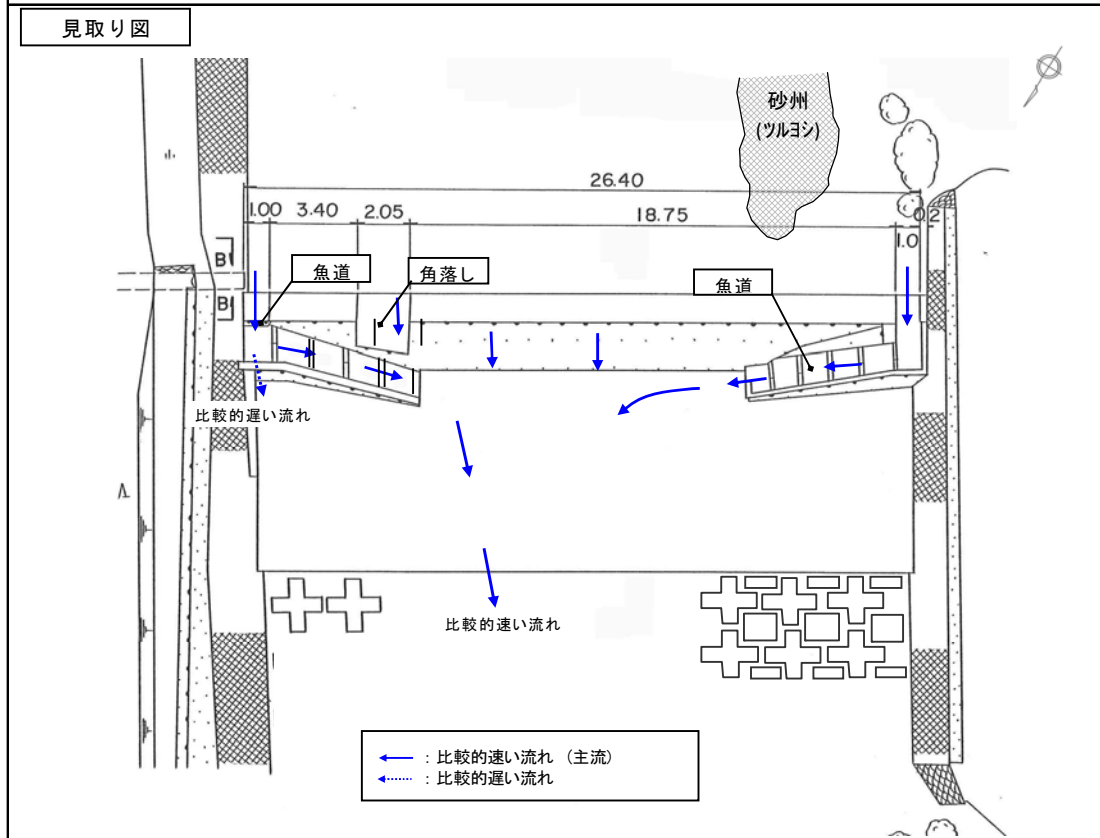 見取り図
砂州
(ツルヨシ)
26.40
1.00 3.40 2.05 18.75 0.2
1.0
B
魚道
角落し
魚道
B
比較的遅い流れ
比較的速い流れ
：比較的速い流れ（主流）
：比較的遅い流れ